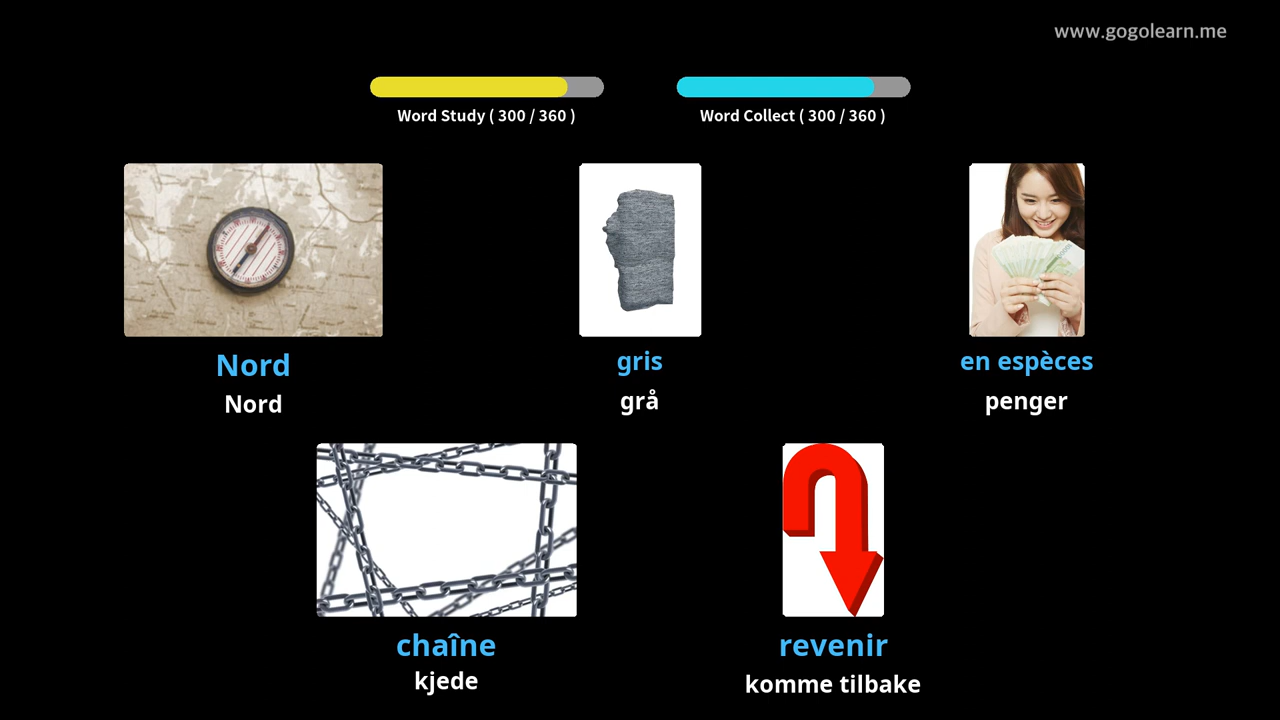 www.gogolearn.me
Word Study ( 300 / 360 )
Word Collect ( 300 / 360 )
Nord
Nord
gris
grå
en espèces
penger
chaîne
kjede
revenir
komme tilbake